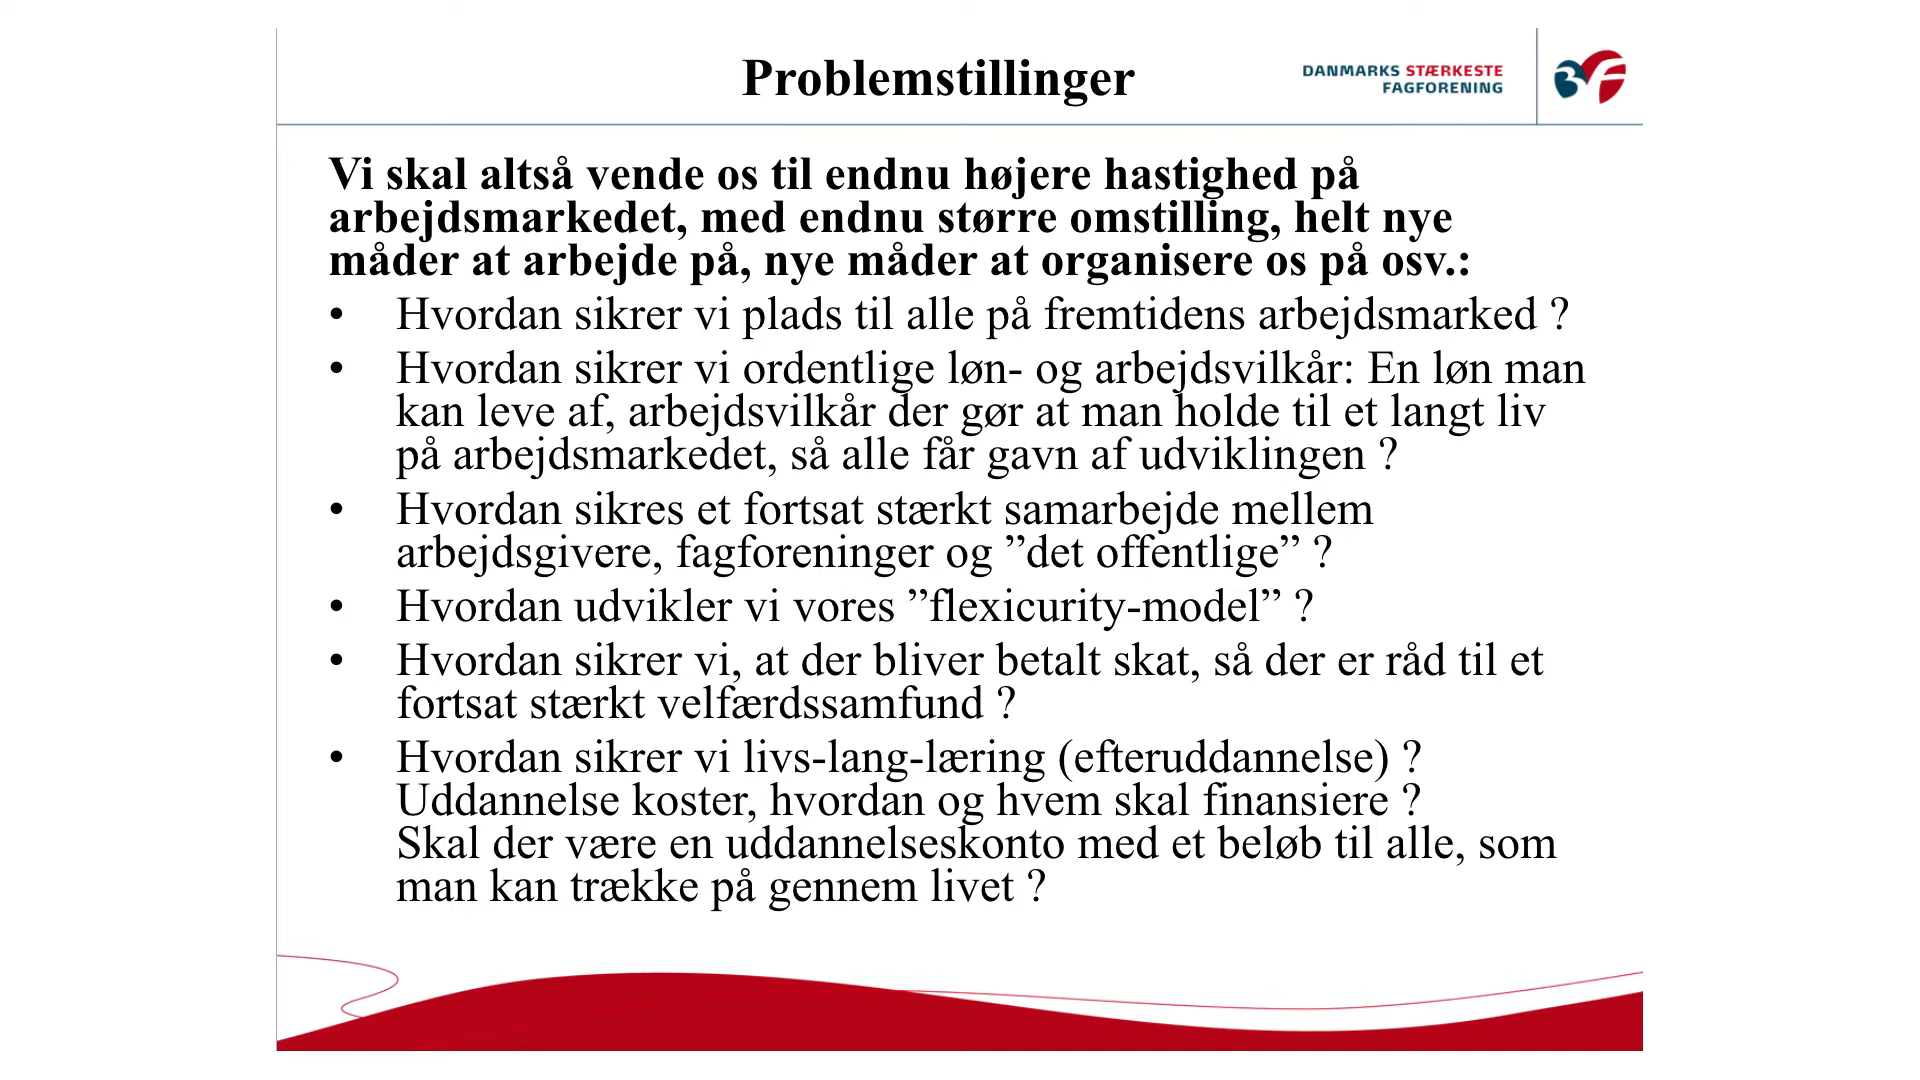 Problemstillinger
DANMARKS STÆRKESTE
FAGFORENING
3F
Vi skal altså vende os til endnu højere hastighed på
arbejdsmarkedet, med endnu større omstilling, helt nye
måder at arbejde på, nye måder at organisere os på osv.:
• Hvordan sikrer vi plads til alle på fremtidens arbejdsmarked ?
• Hvordan sikrer vi ordentlige løn- og arbejdsvilkår: En løn man
kan leve af, arbejdsvilkår der gør at man holde til et langt liv
på arbejdsmarkedet, så alle får gavn af udviklingen ?
• Hvordan sikres et fortsat stærkt samarbejde mellem
arbejdsgivere, fagforeninger og ”det offentlige” ?
• Hvordan udvikler vi vores ”flexicurity-model” ?
• Hvordan sikrer vi, at der bliver betalt skat, så der er råd til et
fortsat stærkt velfærdssamfund ?
• Hvordan sikrer vi livs-lang-læring (efteruddannelse) ?
Uddannelse koster, hvordan og hvem skal finansiere ?
Skal der være en uddannelseskonto med et beløb til alle, som
man kan trække på gennem livet ?